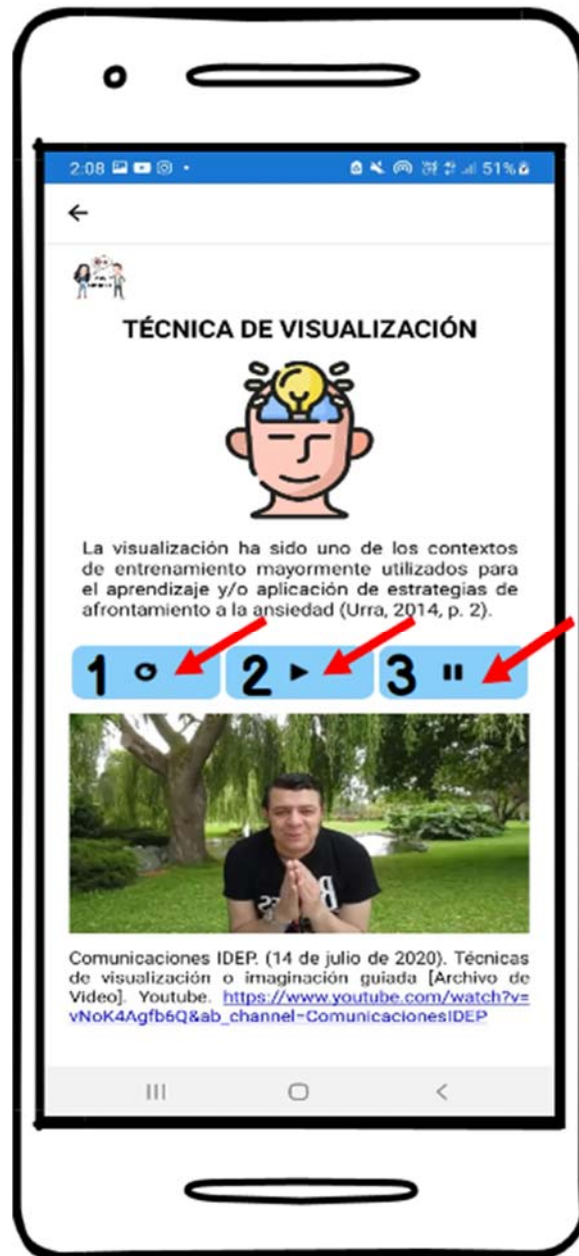 2:08 51%
TÉCNICA DE VISUALIZACIÓN
La visualización ha sido uno de los contextos
de entrenamiento mayormente utilizados para
el aprendizaje y/o aplicación de estrategias de
afrontamiento a la ansiedad (Urra, 2014, p. 2).
1 2 3
Comunicaciones IDEP. (14 de julio de 2020). Técnicas
de visualización o imaginación guiada [Archivo de
Video]. Youtube. https://www.youtube.com/watch?v=
vNoK4Agfb6Q&ab_channel=ComunicacionesIDEP